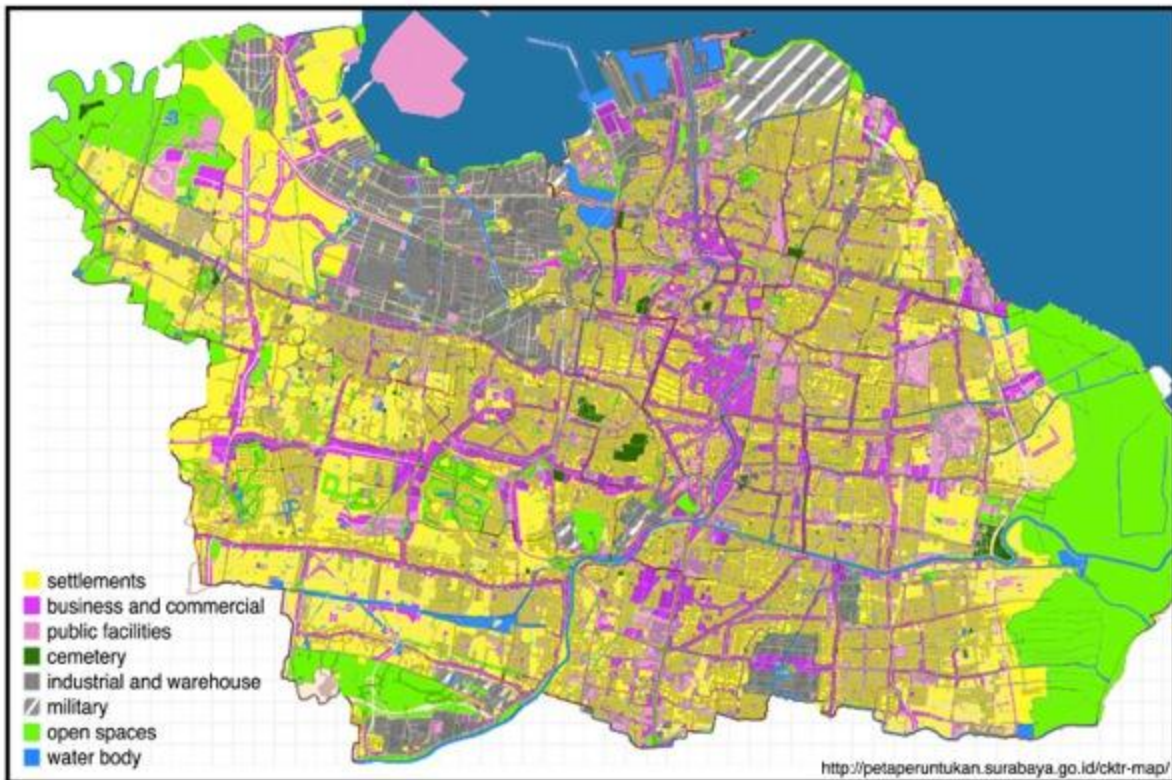 settlements
business and commercial
public facilities
cemetery
industrial and warehouse
military
open spaces
water body
http://petaperuntukan.surabaya.go.id/cktr-map/